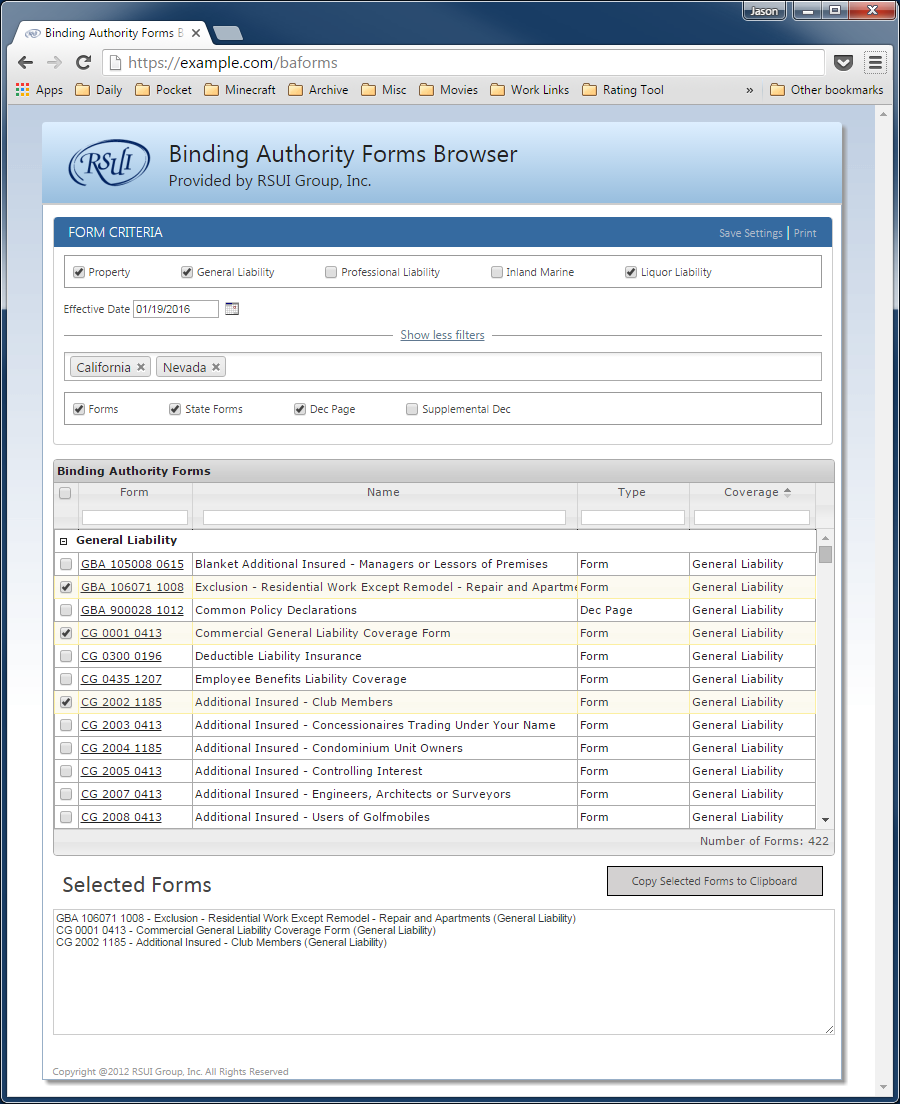 Jason
Binding Authority Forms B
https://example.com/baforms
Apps Daily Pocket Minecraft Archive Misc Movies Work Links Rating Tool » Other bookmarks
RSUI
Binding Authority Forms Browser
Provided by RSUI Group, Inc.
FORM CRITERIA Save Settings | Print
Property General Liability Professional Liability Inland Marine Liquor Liability
Effective Date 01/19/2016
Show less filters
California × Nevada ×
Forms State Forms Dec Page Supplemental Dec
Binding Authority Forms
Form Name Type Coverage
General Liability
GBA 105008 0615 Blanket Additional Insured - Managers or Lessors of Premises Form General Liability
GBA 106071 1008 Exclusion - Residential Work Except Remodel - Repair and Apartme Form General Liability
GBA 900028 1012 Common Policy Declarations Dec Page General Liability
CG 0001 0413 Commercial General Liability Coverage Form Form General Liability
CG 0300 0196 Deductible Liability Insurance Form General Liability
CG 0435 1207 Employee Benefits Liability Coverage Form General Liability
CG 2002 1185 Additional Insured - Club Members Form General Liability
CG 2003 0413 Additional Insured - Concessionaires Trading Under Your Name Form General Liability
CG 2004 1185 Additional Insured - Condominium Unit Owners Form General Liability
CG 2005 0413 Additional Insured - Controlling Interest Form General Liability
CG 2007 0413 Additional Insured - Engineers, Architects or Surveyors Form General Liability
CG 2008 0413 Additional Insured - Users of Golfmobiles Form General Liability
Number of Forms: 422
Selected Forms Copy Selected Forms to Clipboard
GBA 106071 1008 - Exclusion - Residential Work Except Remodel - Repair and Apartments (General Liability)
CG 0001 0413 - Commercial General Liability Coverage Form (General Liability)
CG 2002 1185 - Additional Insured - Club Members (General Liability)
Copyright @2012 RSUI Group, Inc. All Rights Reserved